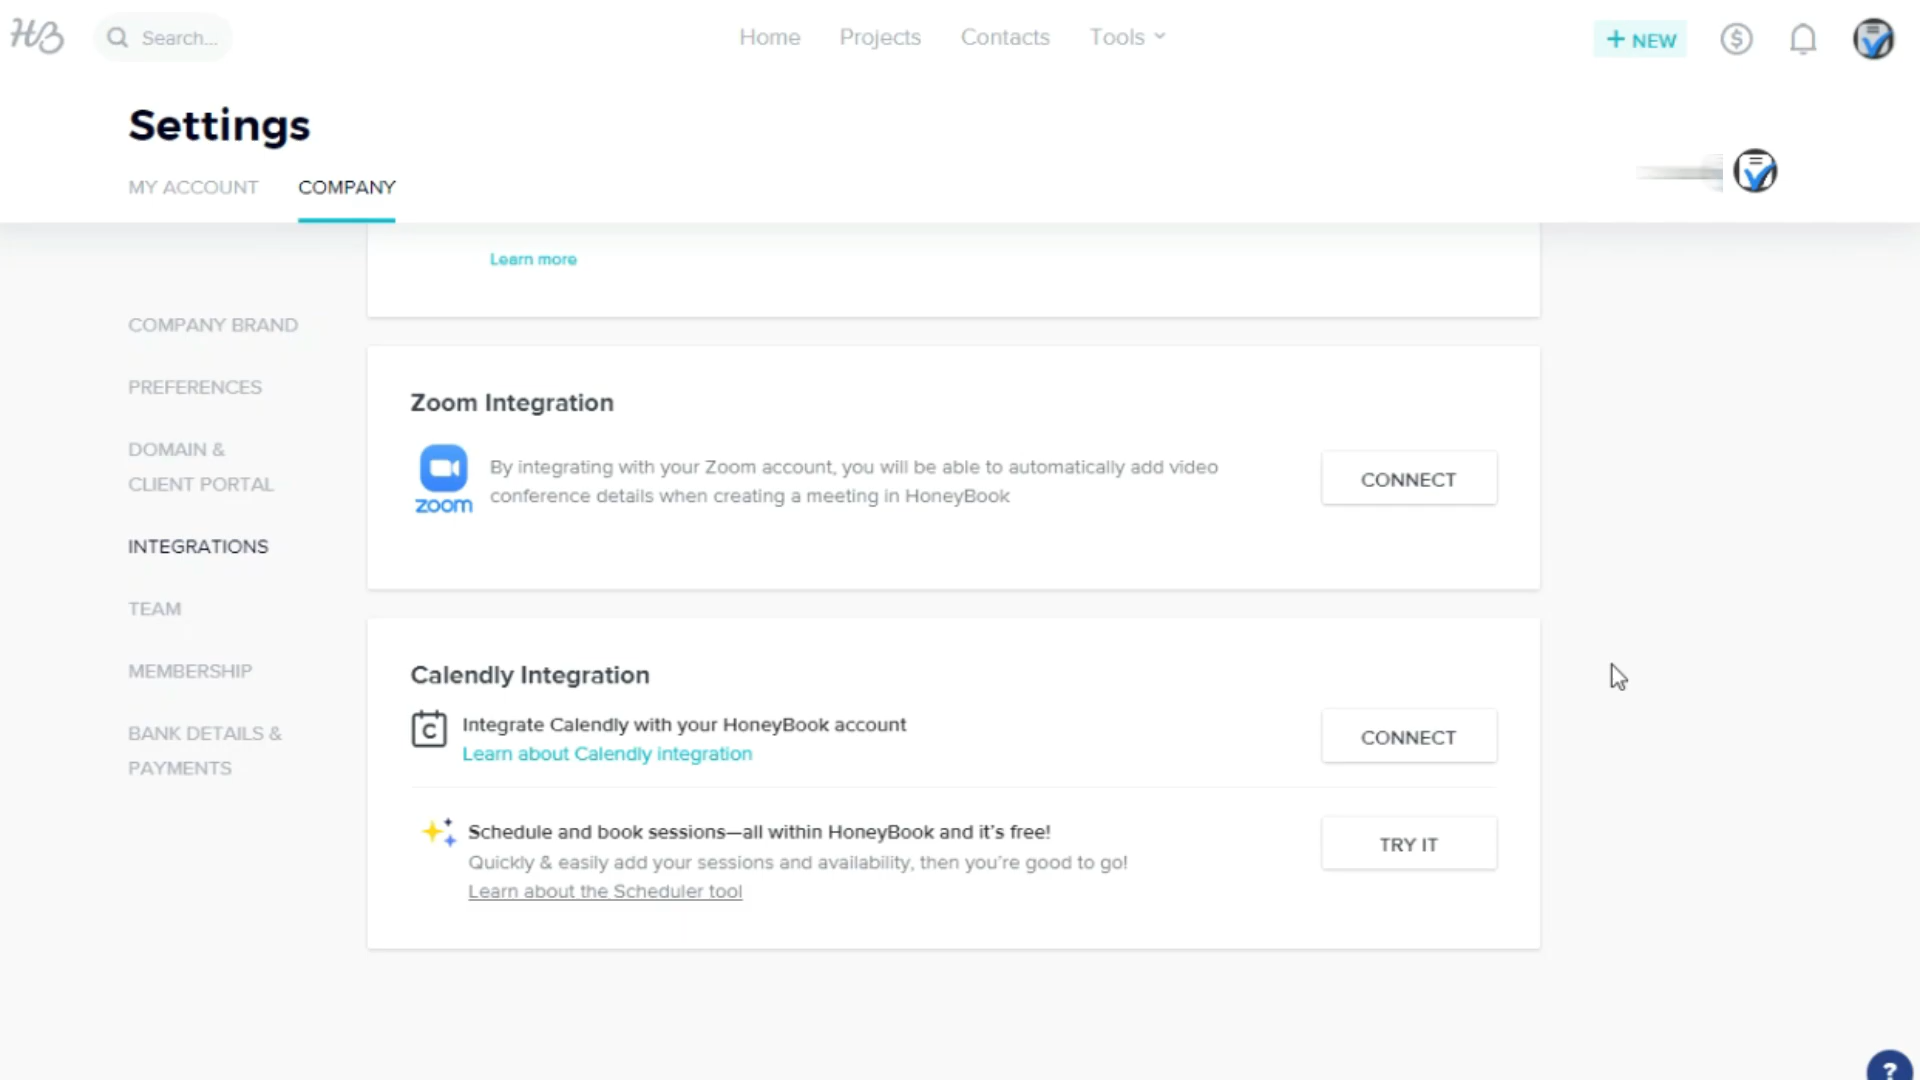 HB
Search...
Home
Projects
Contacts
Tools
+ NEW
$
Settings
MY ACCOUNT
COMPANY
Learn more
COMPANY BRAND
PREFERENCES
DOMAIN &
CLIENT PORTAL
INTEGRATIONS
TEAM
MEMBERSHIP
BANK DETAILS &
PAYMENTS
Zoom Integration
zoom
By integrating with your Zoom account, you will be able to automatically add video
conference details when creating a meeting in HoneyBook
CONNECT
Calendly Integration
C
Integrate Calendly with your HoneyBook account
Learn about Calendly integration
CONNECT
Schedule and book sessions—all within HoneyBook and it's free!
Quickly & easily add your sessions and availability, then you're good to go!
Learn about the Scheduler tool
TRY IT
?